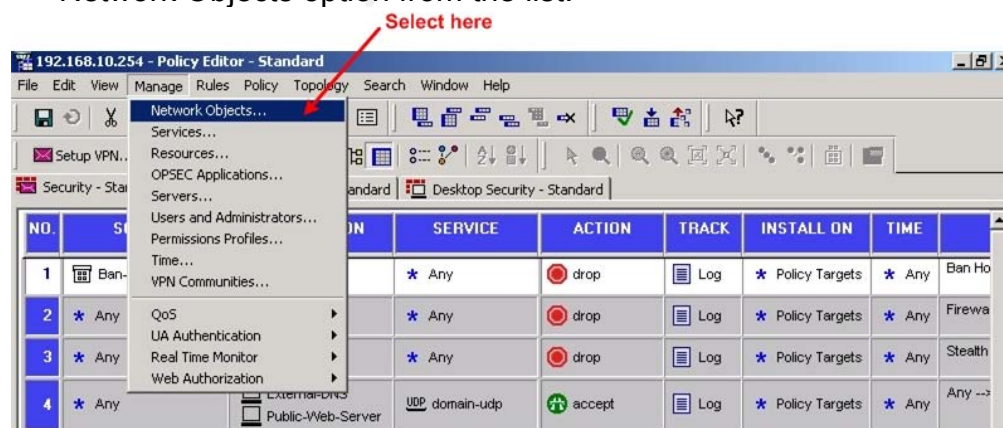 Network Objects option from the list.
Select here
192.168.10.254 - Policy Editor - Standard
File Edit View Manage Rules Policy Topology Search Window Help
Network Objects...
Services...
Resources...
OPSEC Applications...
Servers...
Users and Administrators...
Permissions Profiles...
Time...
VPN Communities...
QoS
UA Authentication
Real Time Monitor
Web Authorization
Setup VPN..
Security - Sta andard Desktop Security - Standard
NO. S ON SERVICE ACTION TRACK INSTALL ON TIME
1 Ban- * Any drop Log * Policy Targets * Any Ban Ho
2 * Any * Any drop Log * Policy Targets * Any Firewa
3 * Any * Any drop Log * Policy Targets * Any Stealth
4 * Any External-DNS UDP domain-udp accept Log * Policy Targets * Any Any -->
Public-Web-Server